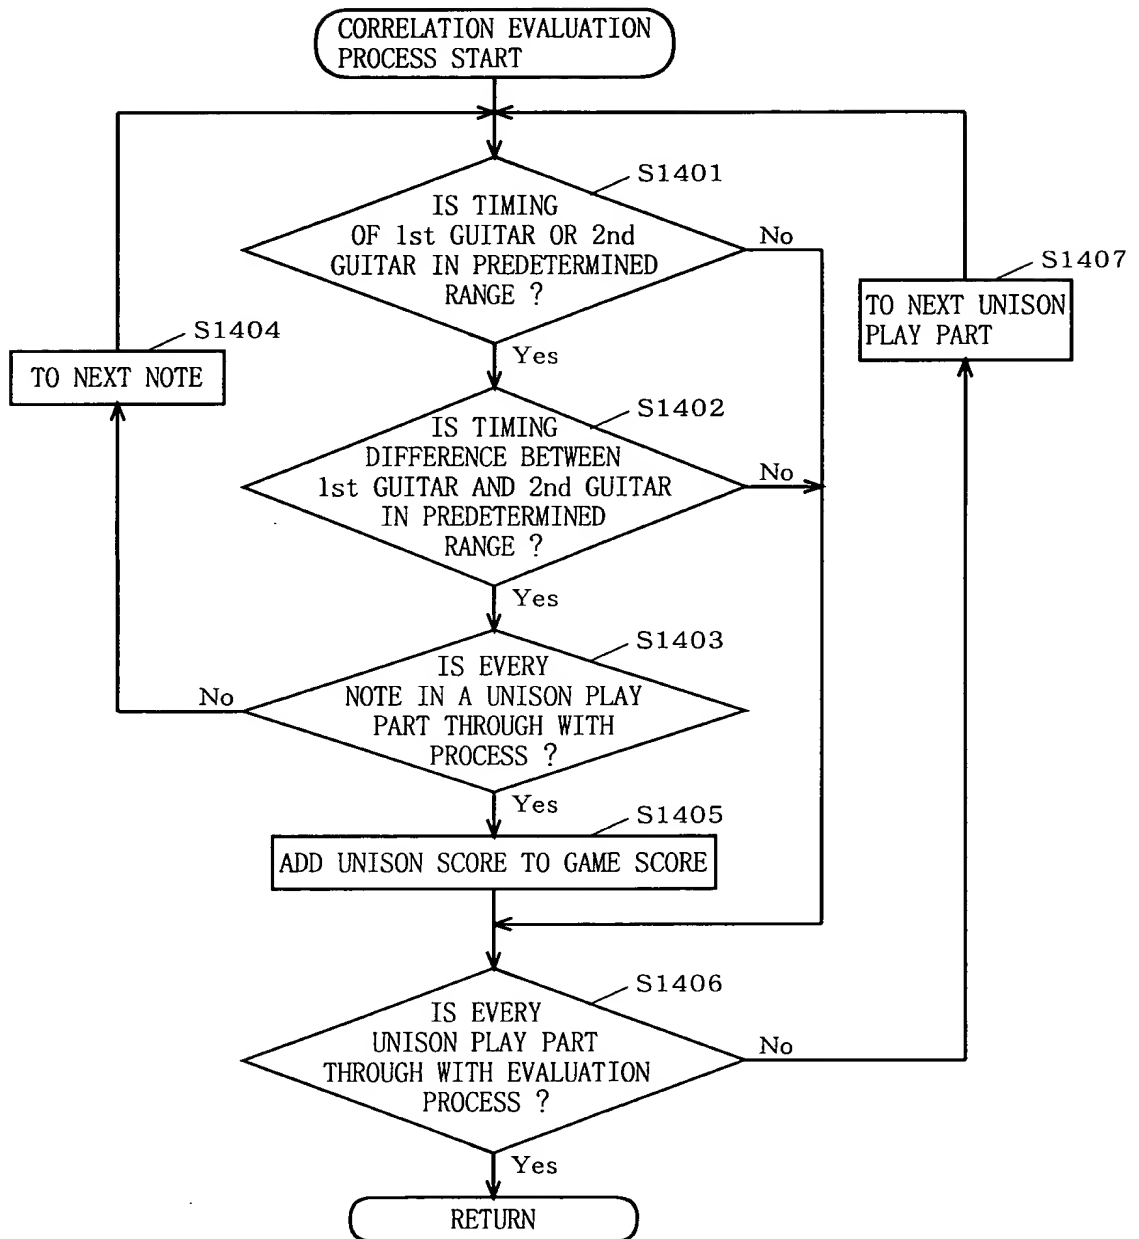 CORRELATION EVALUATION
PROCESS START
S1401
IS TIMING
OF 1st GUITAR OR 2nd
GUITAR IN PREDETERMINED
RANGE ?
No
Yes
S1407
TO NEXT UNISON
PLAY PART
S1404
TO NEXT NOTE
S1402
IS TIMING
DIFFERENCE BETWEEN
1st GUITAR AND 2nd GUITAR
IN PREDETERMINED
RANGE ?
No
Yes
S1403
IS EVERY
NOTE IN A UNISON PLAY
PART THROUGH WITH
PROCESS ?
No
Yes
S1405
ADD UNISON SCORE TO GAME SCORE
S1406
IS EVERY
UNISON PLAY PART
THROUGH WITH EVALUATION
PROCESS ?
No
Yes
RETURN